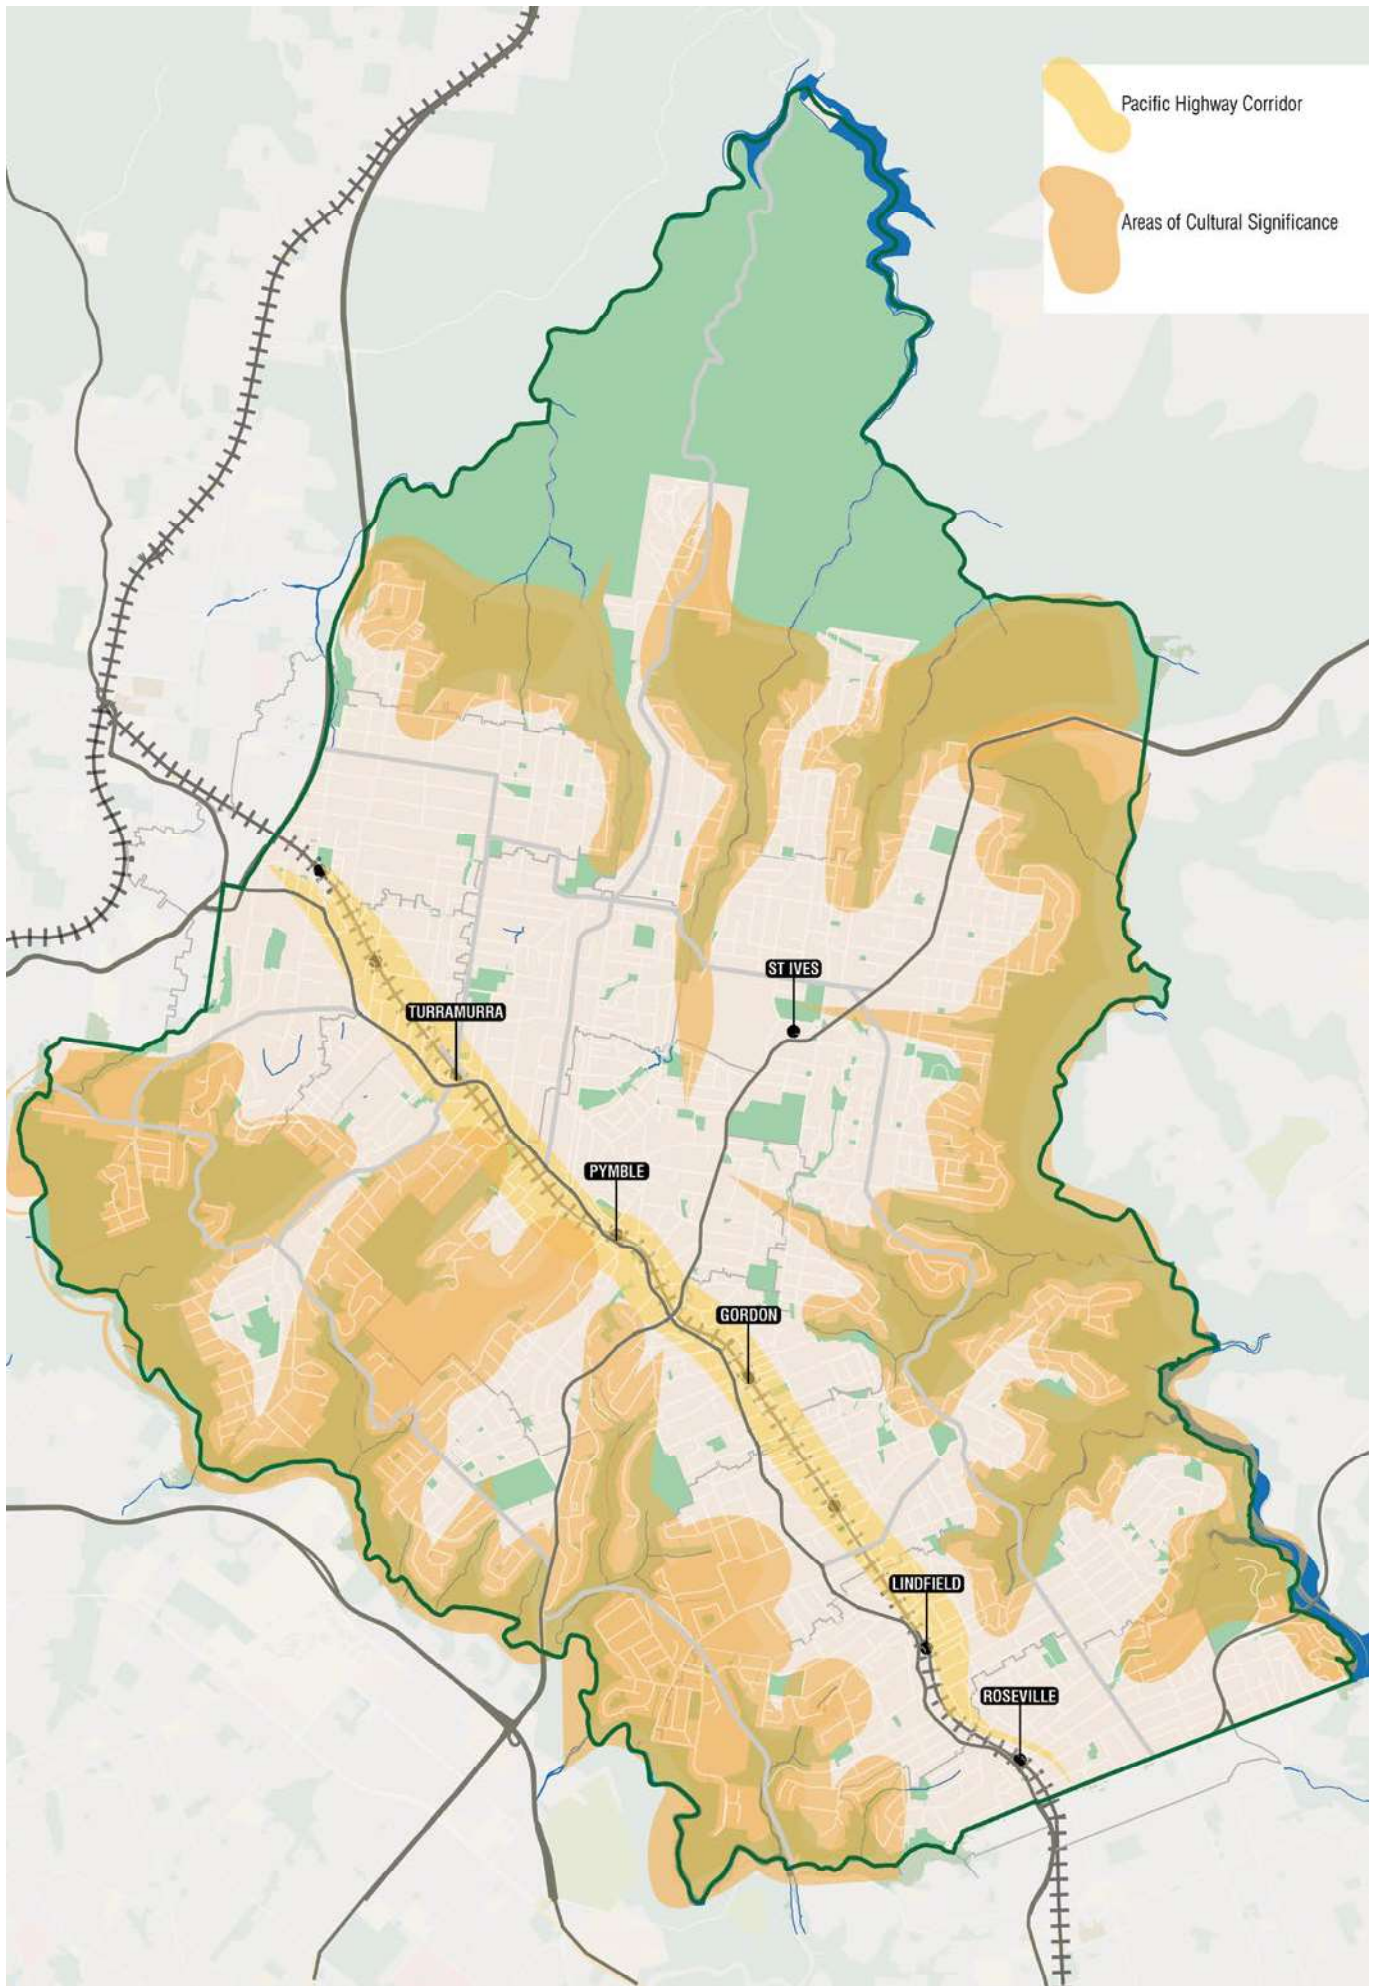 Pacific Highway Corridor
Areas of Cultural Significance
ST IVES
TURRAMURRA
PYMBLE
GORDON
LINDFIELD
ROSEVILLE